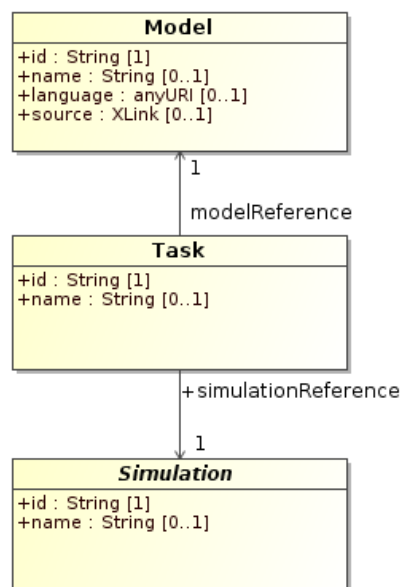 Model
+id : String [1]
+name : String [0..1]
+language : anyURI [0..1]
+source : XLink [0..1]
1
modelReference
Task
+id : String [1]
+name : String [0..1]
+simulationReference
1
Simulation
+id : String [1]
+name : String [0..1]